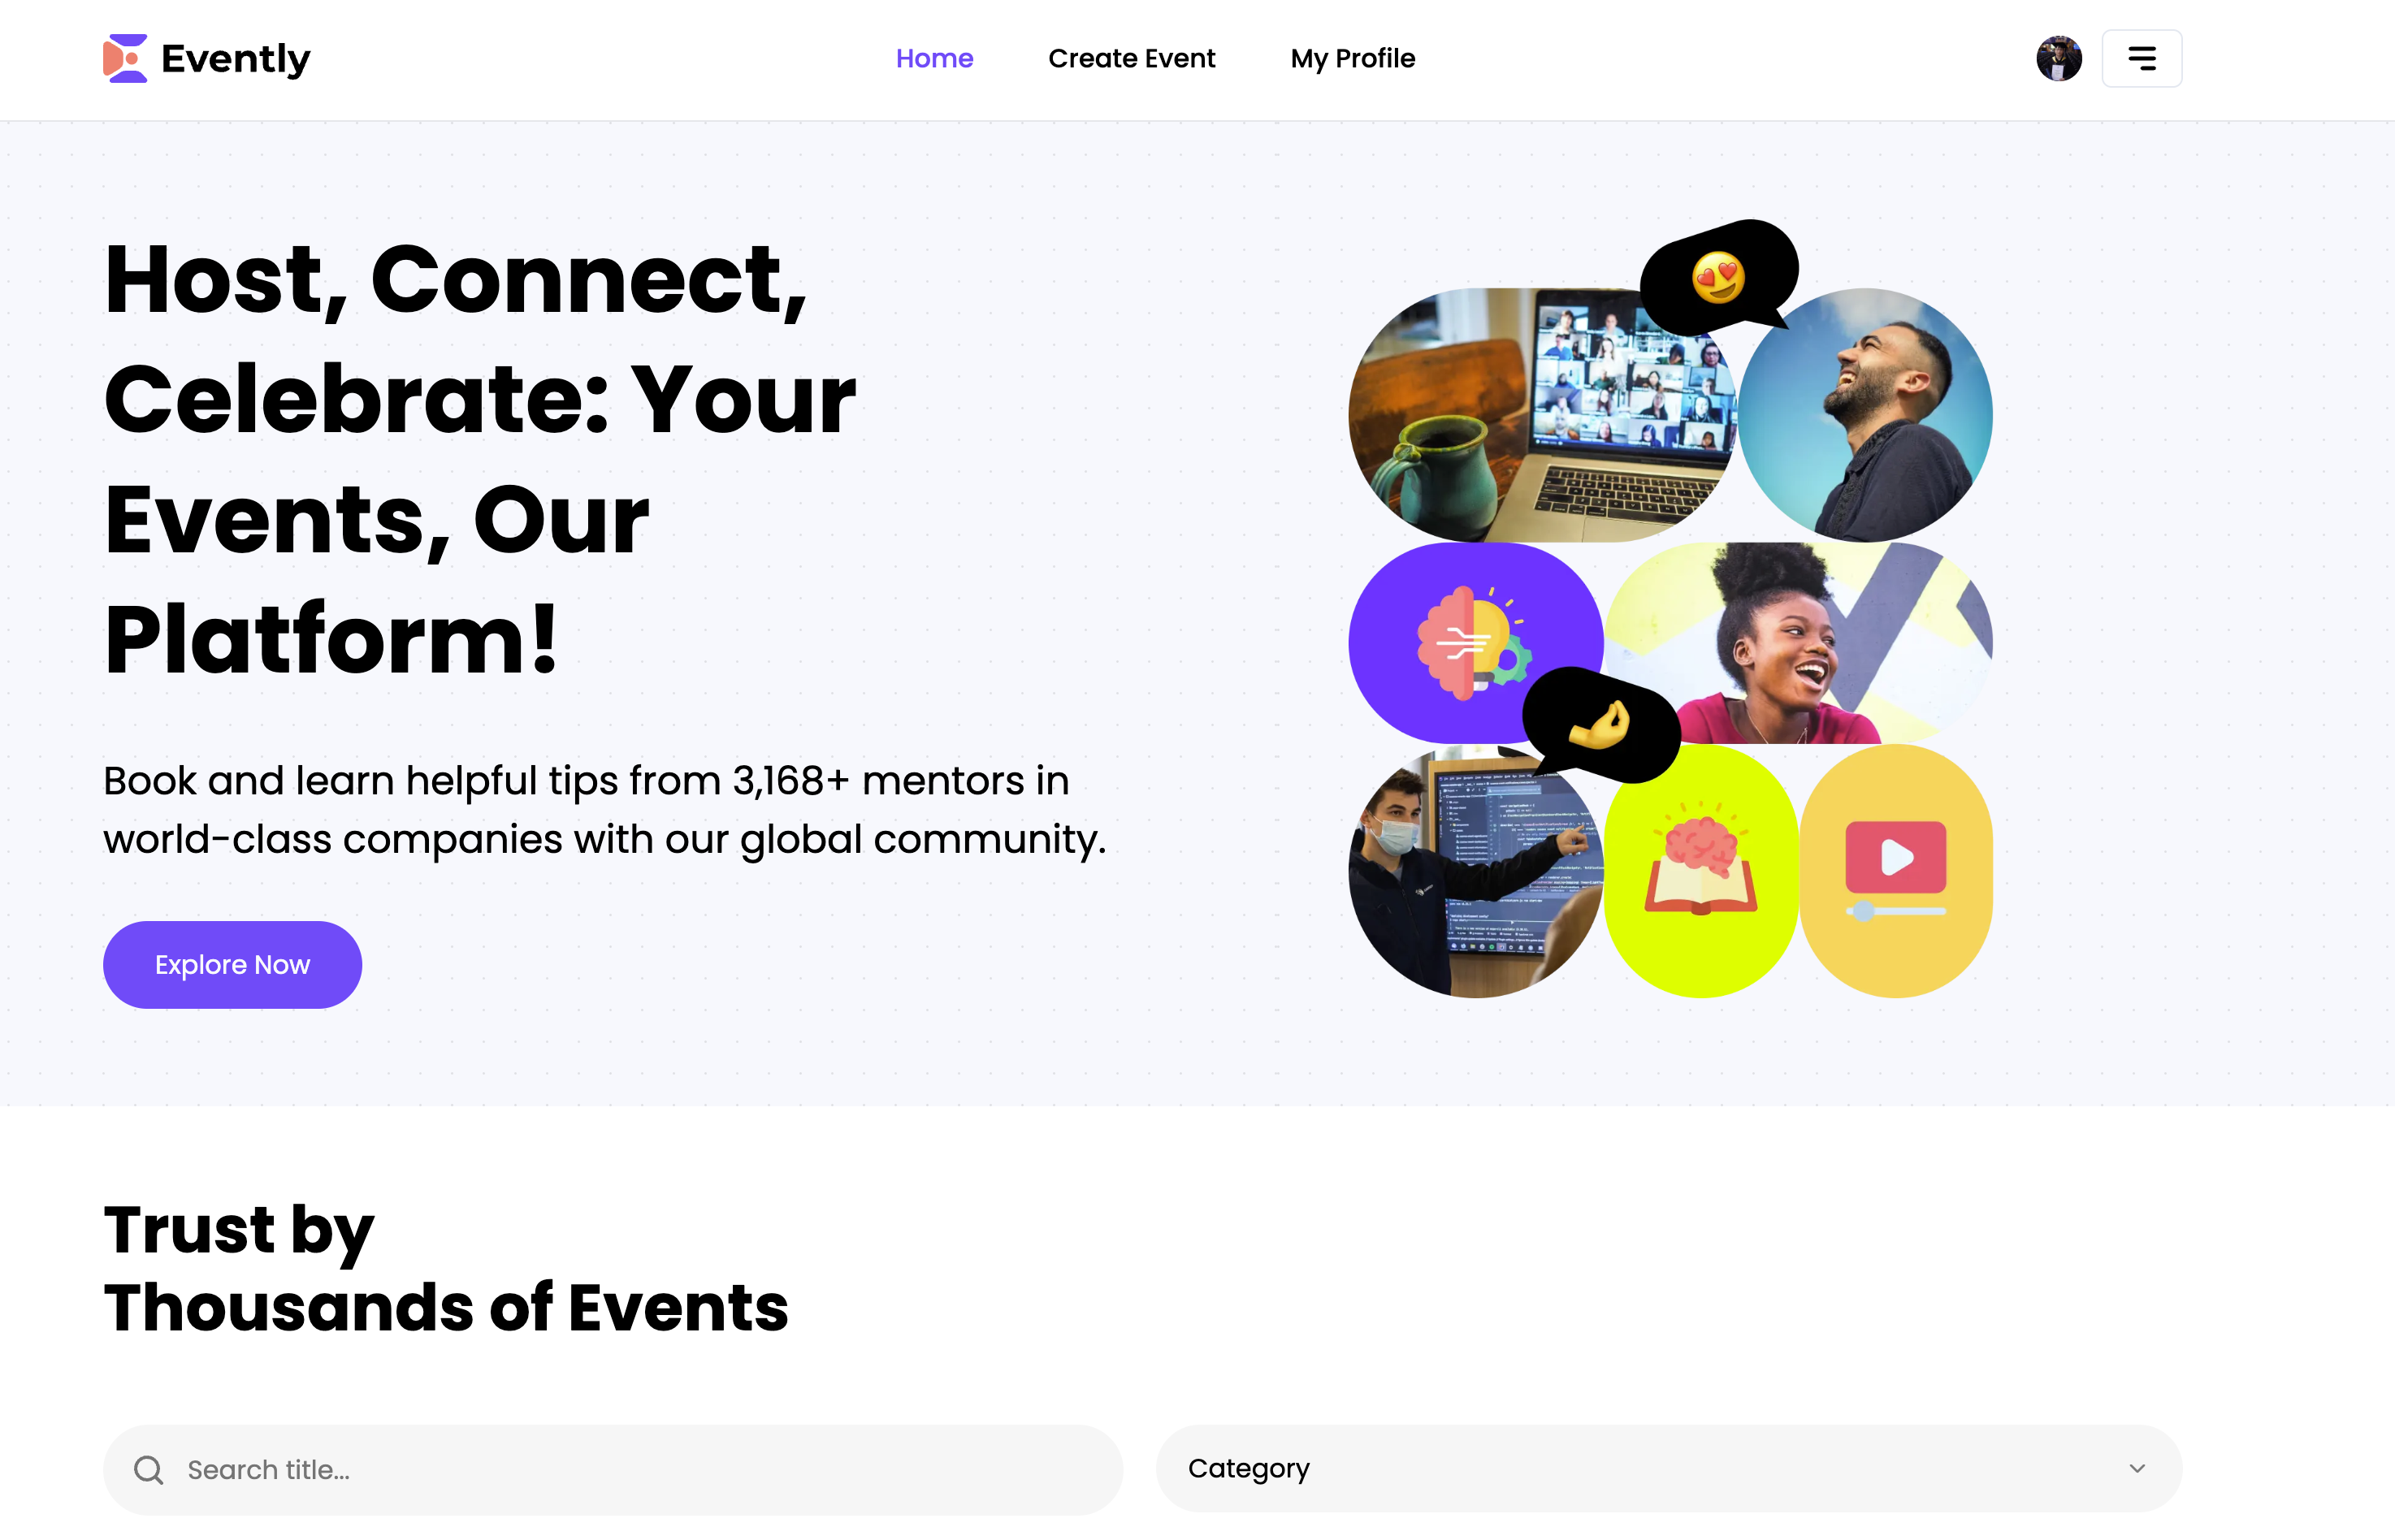 Evently
Home
Create Event
My Profile
Host, Connect,
Celebrate: Your
Events, Our
Platform!
Book and learn helpful tips from 3,168+ mentors in
world-class companies with our global community.
Explore Now
Trust by
Thousands of Events
Search title...
Category